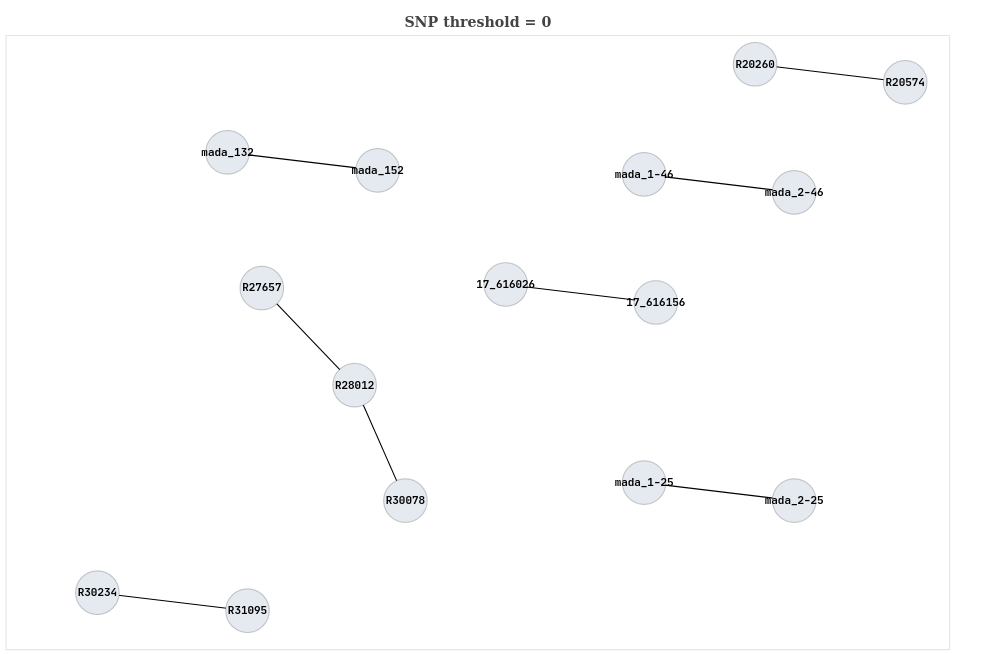 SNP threshold = 0
R20260
R20574
mada_132
mada_152
mada_1-46
mada_2-46
R27657
17_616026
17_616156
R28012
R30078
mada_1-25
mada_2-25
R30234
R31095